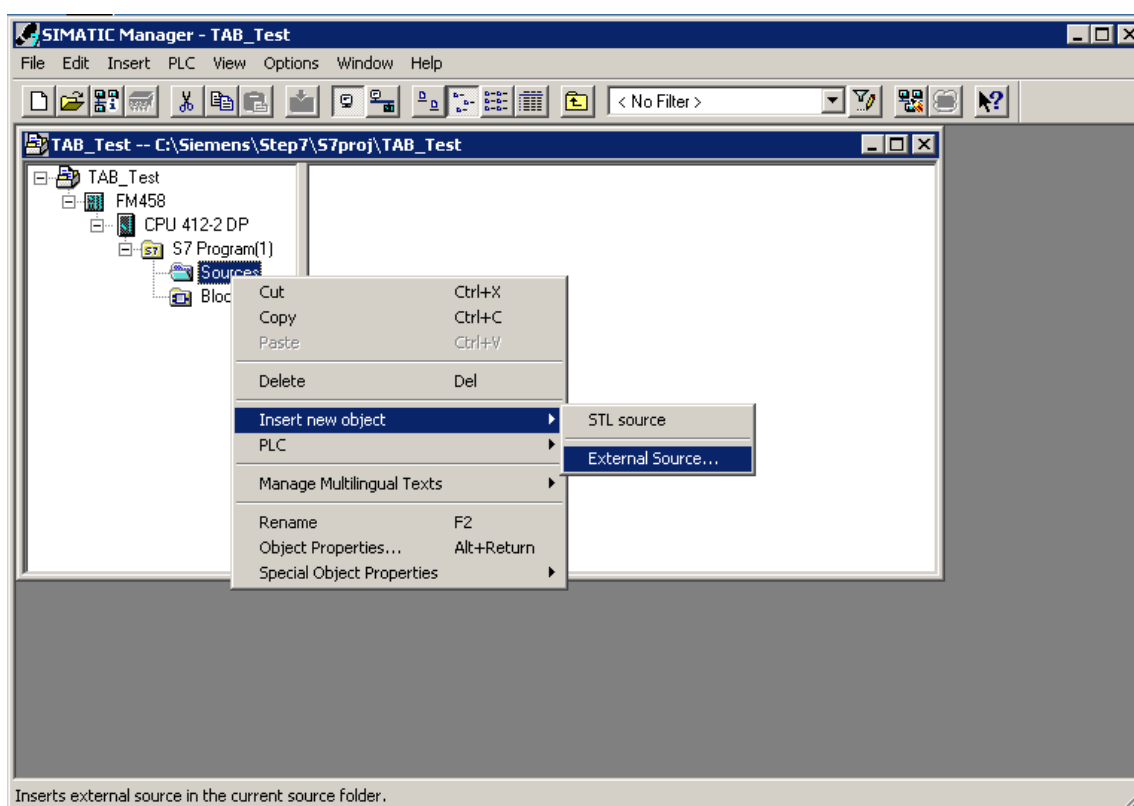 SIMATIC Manager - TAB_Test
File Edit Insert PLC View Options Window Help
< No Filter >
TAB_Test -- C:\Siemens\Step7\S7proj\TAB_Test
TAB_Test
FM458
CPU 412-2 DP
S7 Program(1)
Sources
Bloc
Cut Ctrl+X
Copy Ctrl+C
Paste Ctrl+V
Delete Del
Insert new object
STL source
PLC
External Source...
Manage Multilingual Texts
Rename F2
Object Properties... Alt+Return
Special Object Properties
Inserts external source in the current source folder.